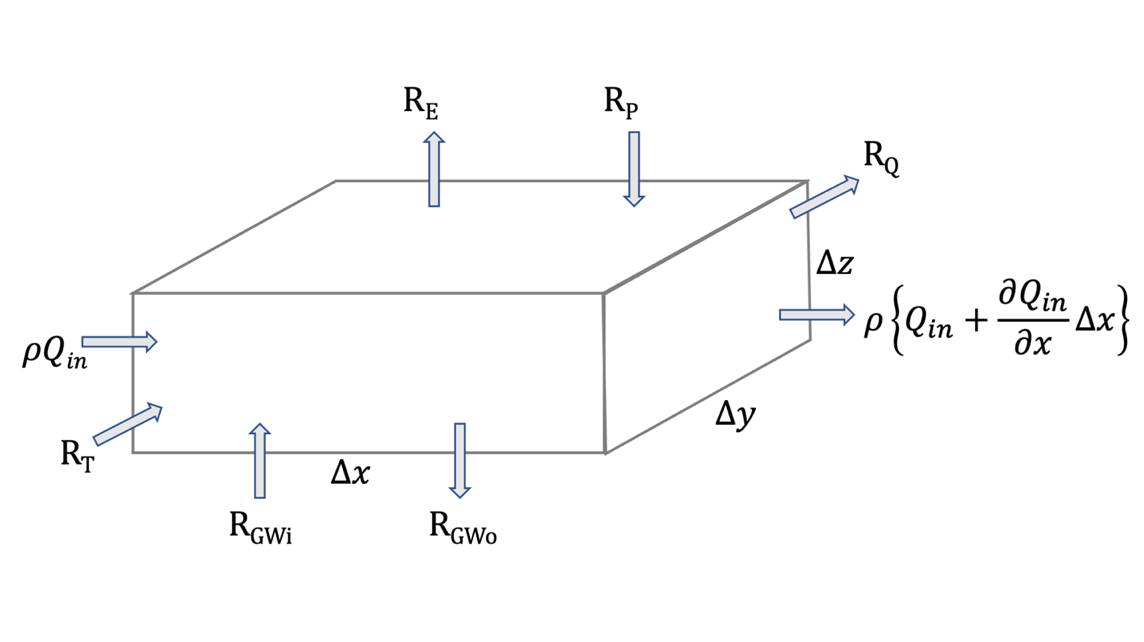 R_E
R_P
R_Q
Δz
ρQ_in
ρ{Q_in + ∂Q_in/∂x Δx}
Δy
R_T
Δx
R_GWi
R_GWo